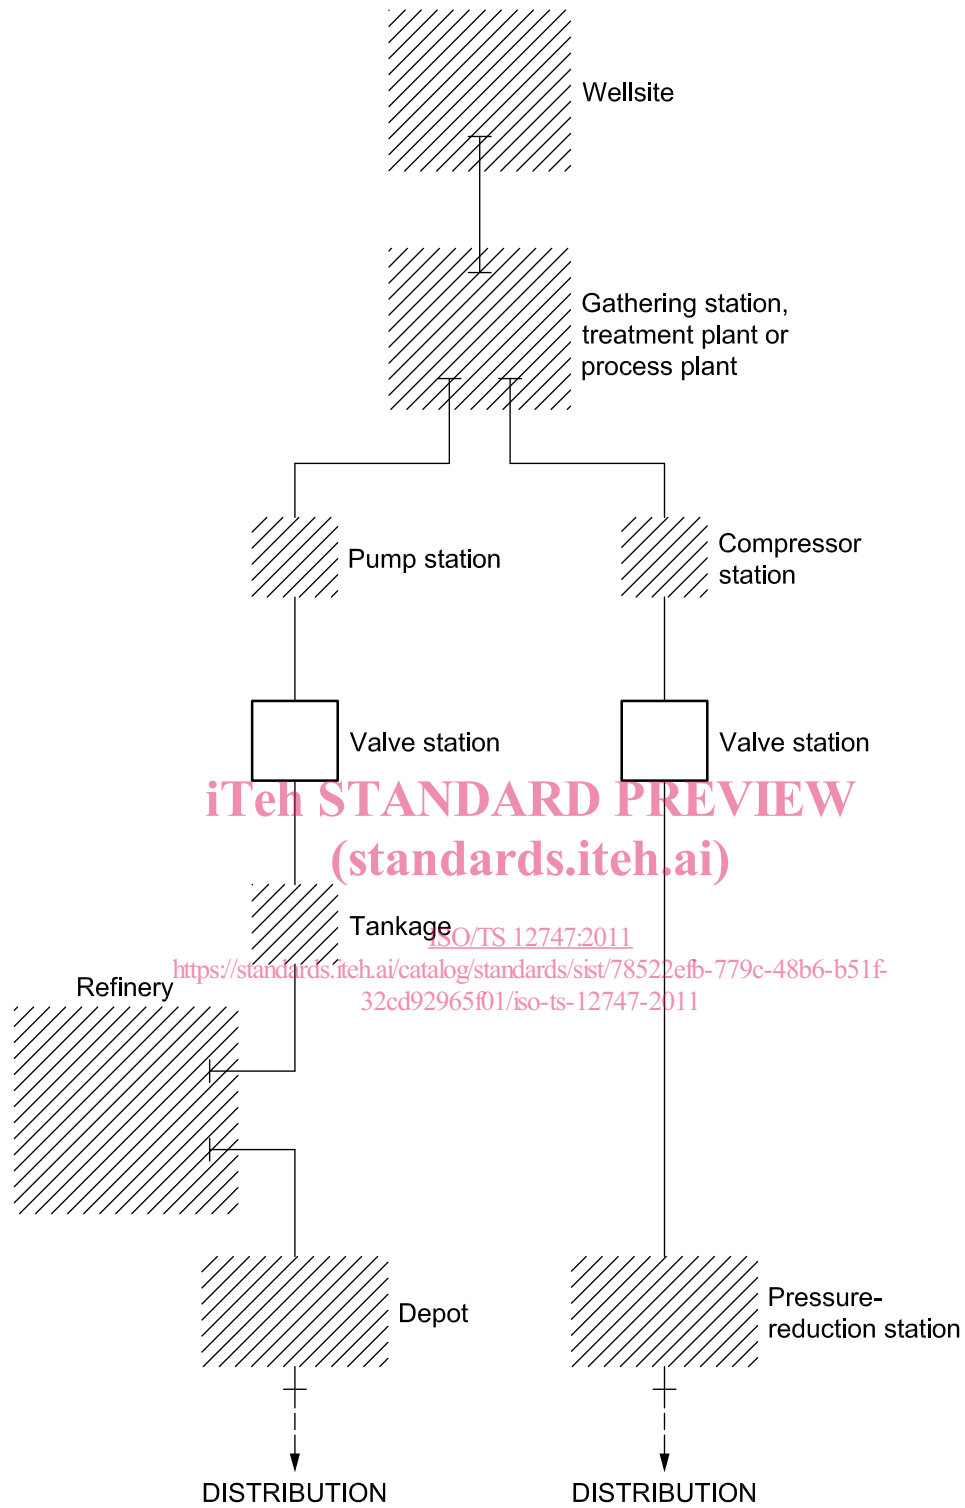 Wellsite
Gathering station,
treatment plant or
process plant
Pump station
Compressor
station
Valve station
Valve station
iTeh STANDARD PREVIEW
(standards.iteh.ai)
Tankage
ISO/TS 12747:2011
https://standards.iteh.ai/catalog/standards/sist/78522efb-779c-48b6-b51f-
32cd92965f01/iso-ts-12747-2011
Refinery
Depot
Pressure-
reduction station
DISTRIBUTION
DISTRIBUTION